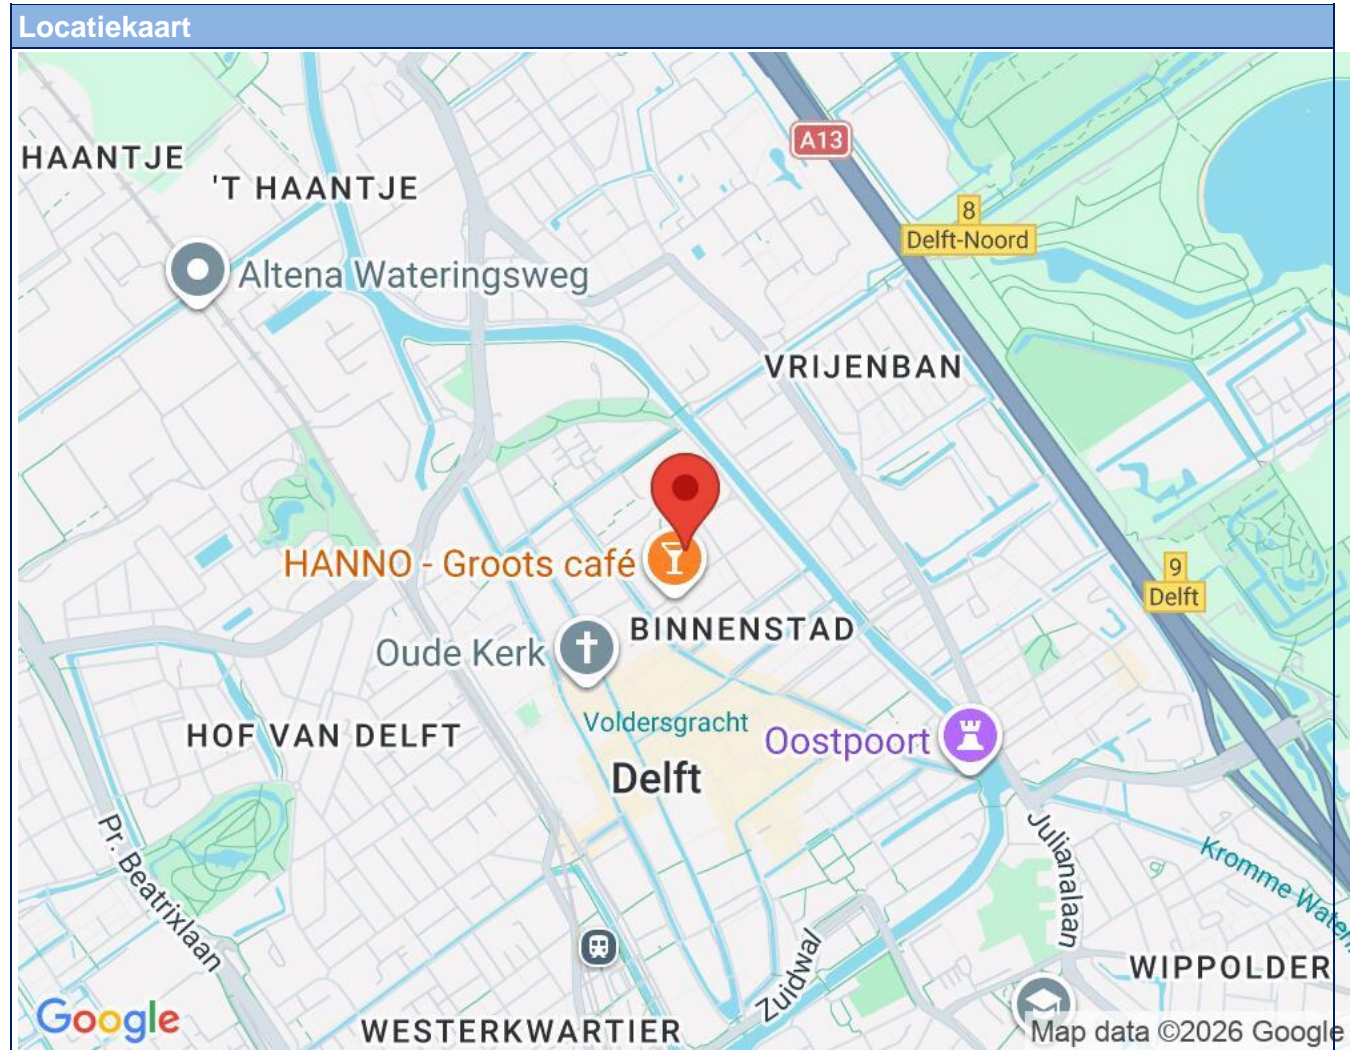 Locatiekaart
A13
HAANTJE
'T HAANTJE
8
Delft-Noord
Altena Wateringsweg
VRIJENBAN
HANNO - Groots café
9
Delft
BINNENSTAD
Oude Kerk
Voldersgracht
HOF VAN DELFT
Oostpoort
Delft
Pr. Beatrixlaan
Julianalaan
Kromme Water
Zuidwal
WIPPOLDER
Google
WESTERKWARTIER
Map data ©2026 Google